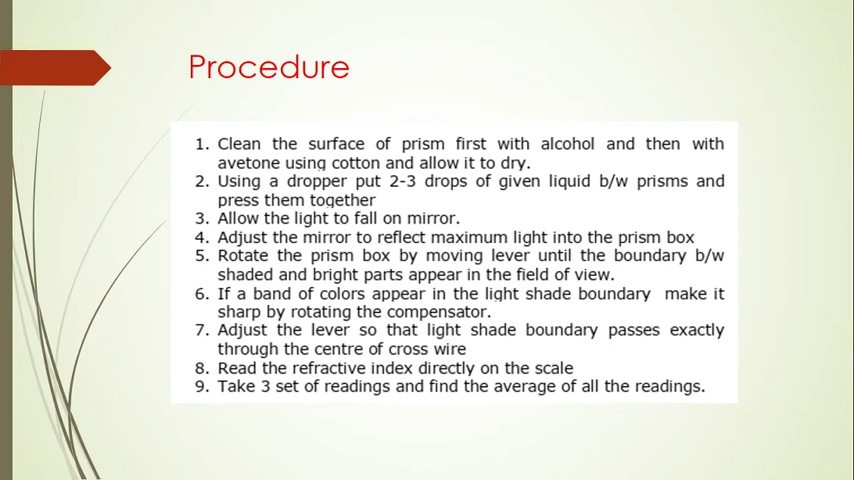 Procedure
1. Clean the surface of prism first with alcohol and then with
avetone using cotton and allow it to dry.
2. Using a dropper put 2-3 drops of given liquid b/w prisms and
press them together
3. Allow the light to fall on mirror.
4. Adjust the mirror to reflect maximum light into the prism box
5. Rotate the prism box by moving lever until the boundary b/w
shaded and bright parts appear in the field of view.
6. If a band of colors appear in the light shade boundary make it
sharp by rotating the compensator.
7. Adjust the lever so that light shade boundary passes exactly
through the centre of cross wire
8. Read the refractive index directly on the scale
9. Take 3 set of readings and find the average of all the readings.